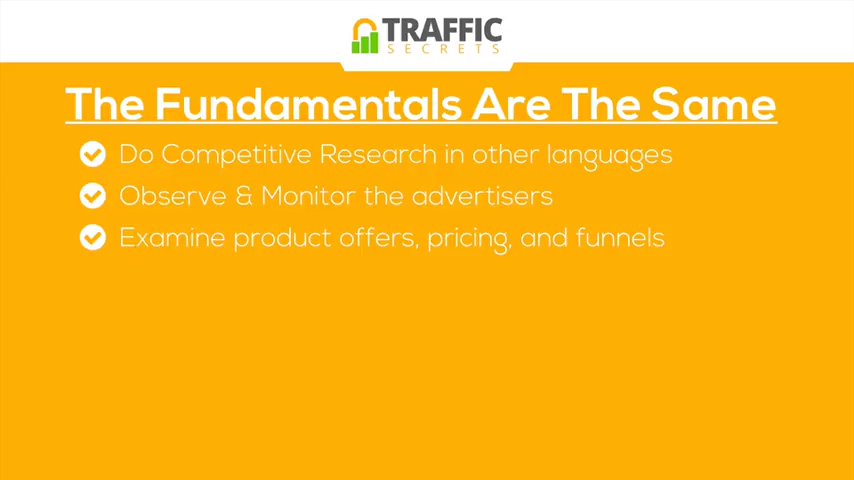 TRAFFIC
SECRETS
The Fundamentals Are The Same
Do Competitive Research in other languages
Observe & Monitor the advertisers
Examine product offers, pricing, and funnels